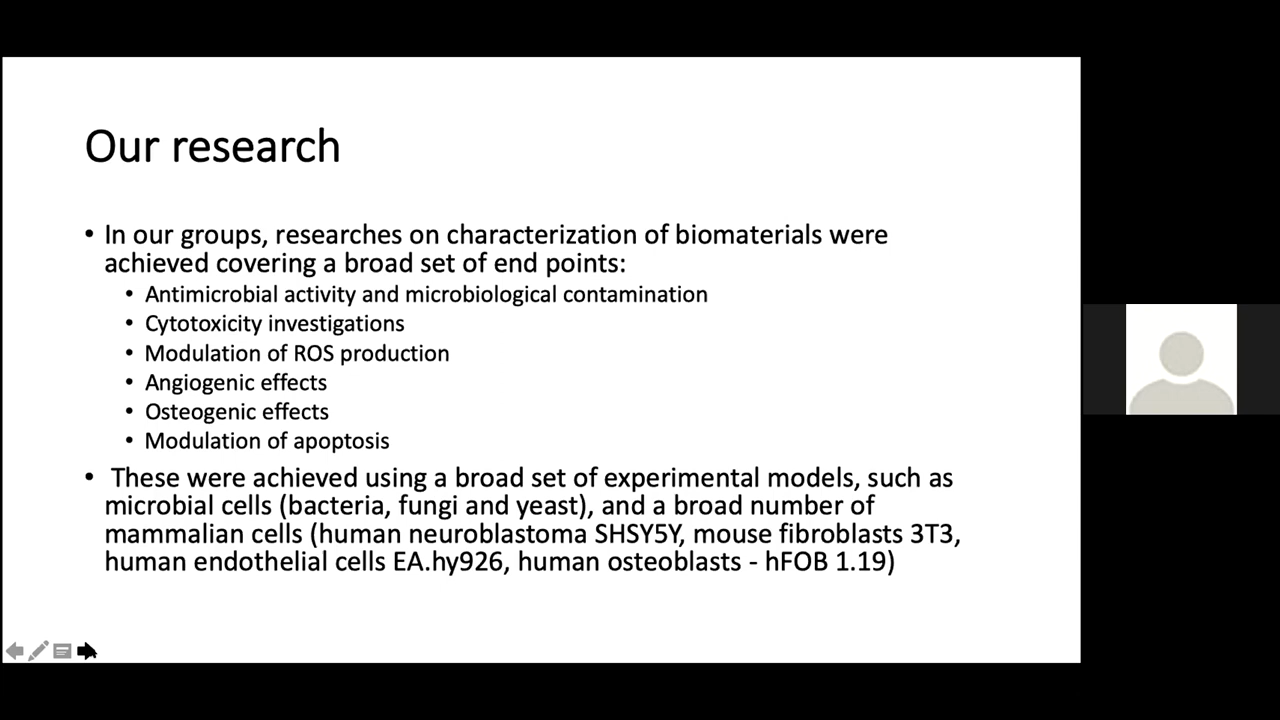 Our research
• In our groups, researches on characterization of biomaterials were
achieved covering a broad set of end points:
• Antimicrobial activity and microbiological contamination
• Cytotoxicity investigations
• Modulation of ROS production
• Angiogenic effects
• Osteogenic effects
• Modulation of apoptosis
• These were achieved using a broad set of experimental models, such as
microbial cells (bacteria, fungi and yeast), and a broad number of
mammalian cells (human neuroblastoma SHSY5Y, mouse fibroblasts 3T3,
human endothelial cells EA.hy926, human osteoblasts - hFOB 1.19)